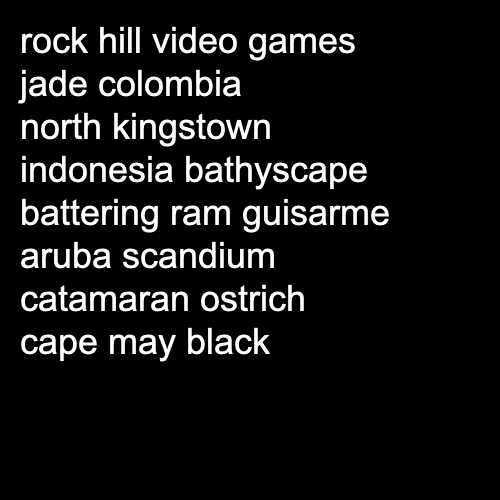 rock hill video games
jade colombia
north kingstown
indonesia bathyscape
battering ram guisarme
aruba scandium
catamaran ostrich
cape may black